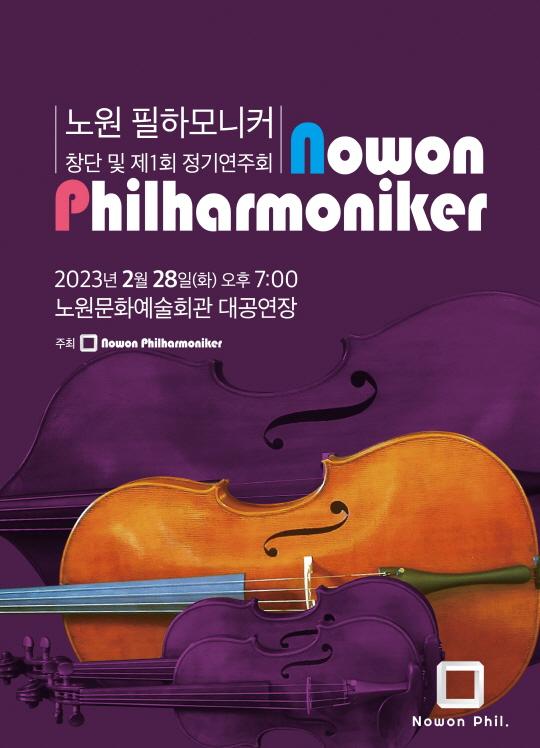 노원 필하모니커
창단 및 제1회 정기연주회
Nowon
Philharmoniker
2023년 2월 28일(화) 오후 7:00
노원문화예술회관 대공연장
주최 Nowon Philharmoniker
Nowon Phil.